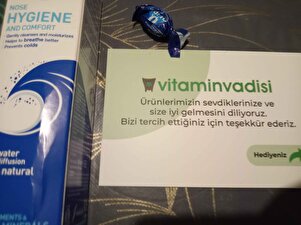 NOSE
HYGIENE
AND COMFORT
Gently cleanses and moisturizes
Helps to breathe better
Prevents colds
water
diffusion
natural
vitaminvadisi
Ürünlerimizin sevdiklerinize ve
size iyi gelmesini diliyoruz.
Bizi tercih ettiğiniz için teşekkür ederiz.
Hediyeniz